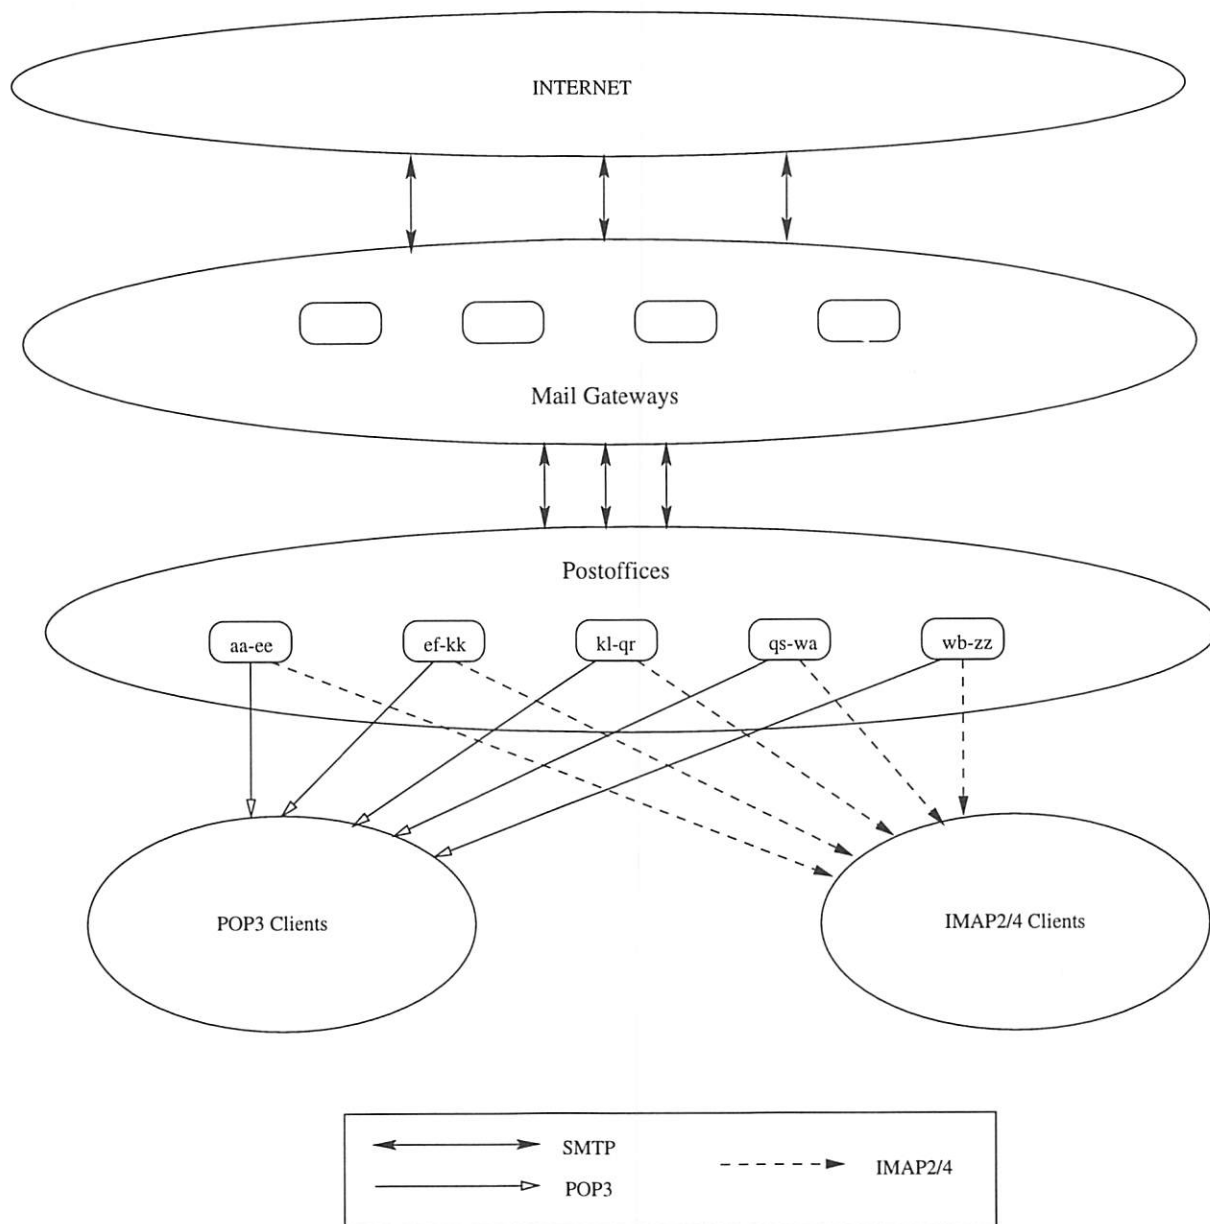 INTERNET
Mail Gateways
Postoffices
aa-ee
ef-kk
kl-qr
qs-wa
wb-zz
POP3 Clients
IMAP2/4 Clients
SMTP
IMAP2/4
POP3